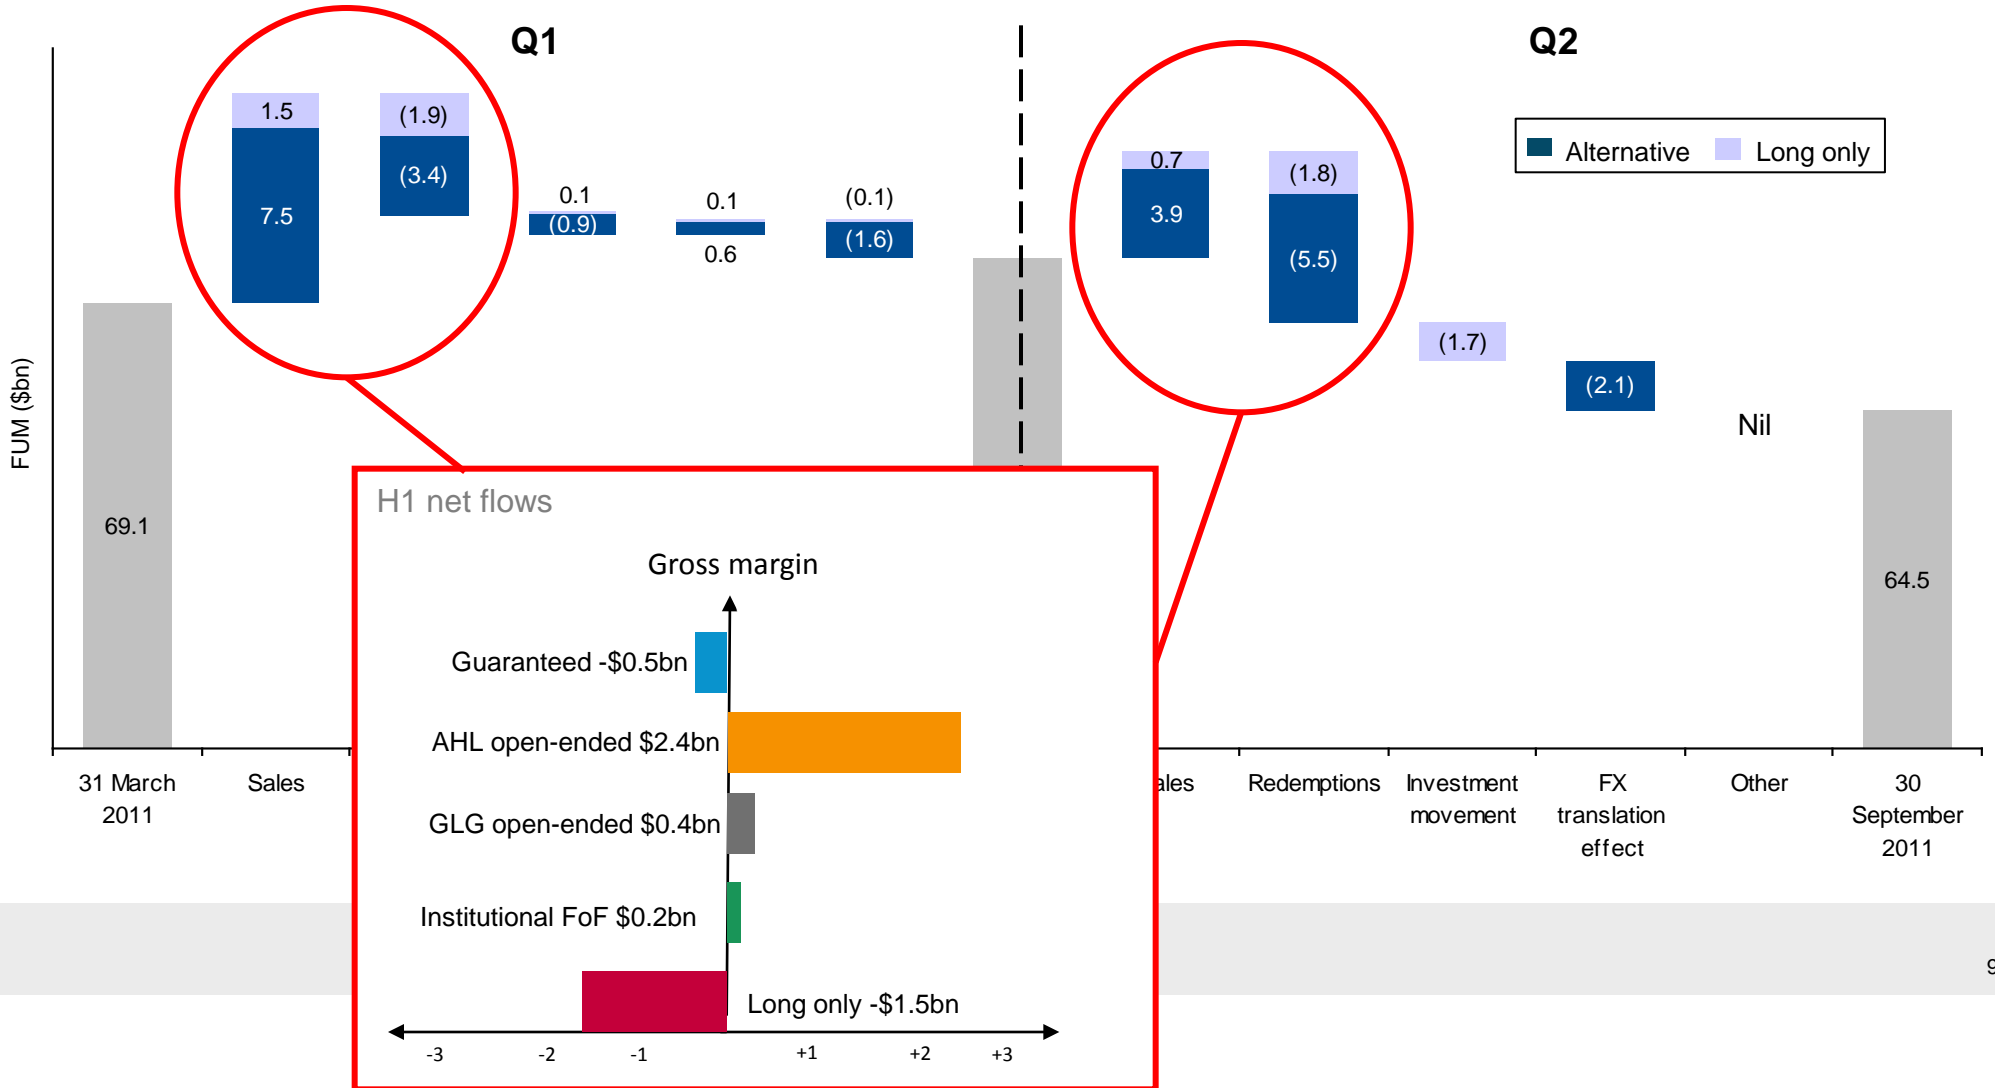 Q1
Q2
1.5
(1.9)
(3.4)
7.5
0.1
(0.9)
0.1
0.6
(0.1)
(1.6)
0.7
3.9
(1.8)
(5.5)
Alternative
Long only
(1.7)
(2.1)
Nil
FUM ($bn)
69.1
64.5
H1 net flows
Gross margin
Guaranteed -$0.5bn
AHL open-ended $2.4bn
GLG open-ended $0.4bn
Institutional FoF $0.2bn
Long only -$1.5bn
-3
-2
-1
+1
+2
+3
31 March
2011
Sales
ales
Redemptions
Investment
movement
FX
translation
effect
Other
30
September
2011
9